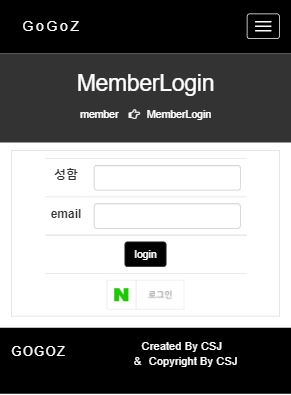 GoGoZ
MemberLogin
member MemberLogin
성함
email
login
N 로그인
GOGOZ
Created By CSJ
& Copyright By CSJ